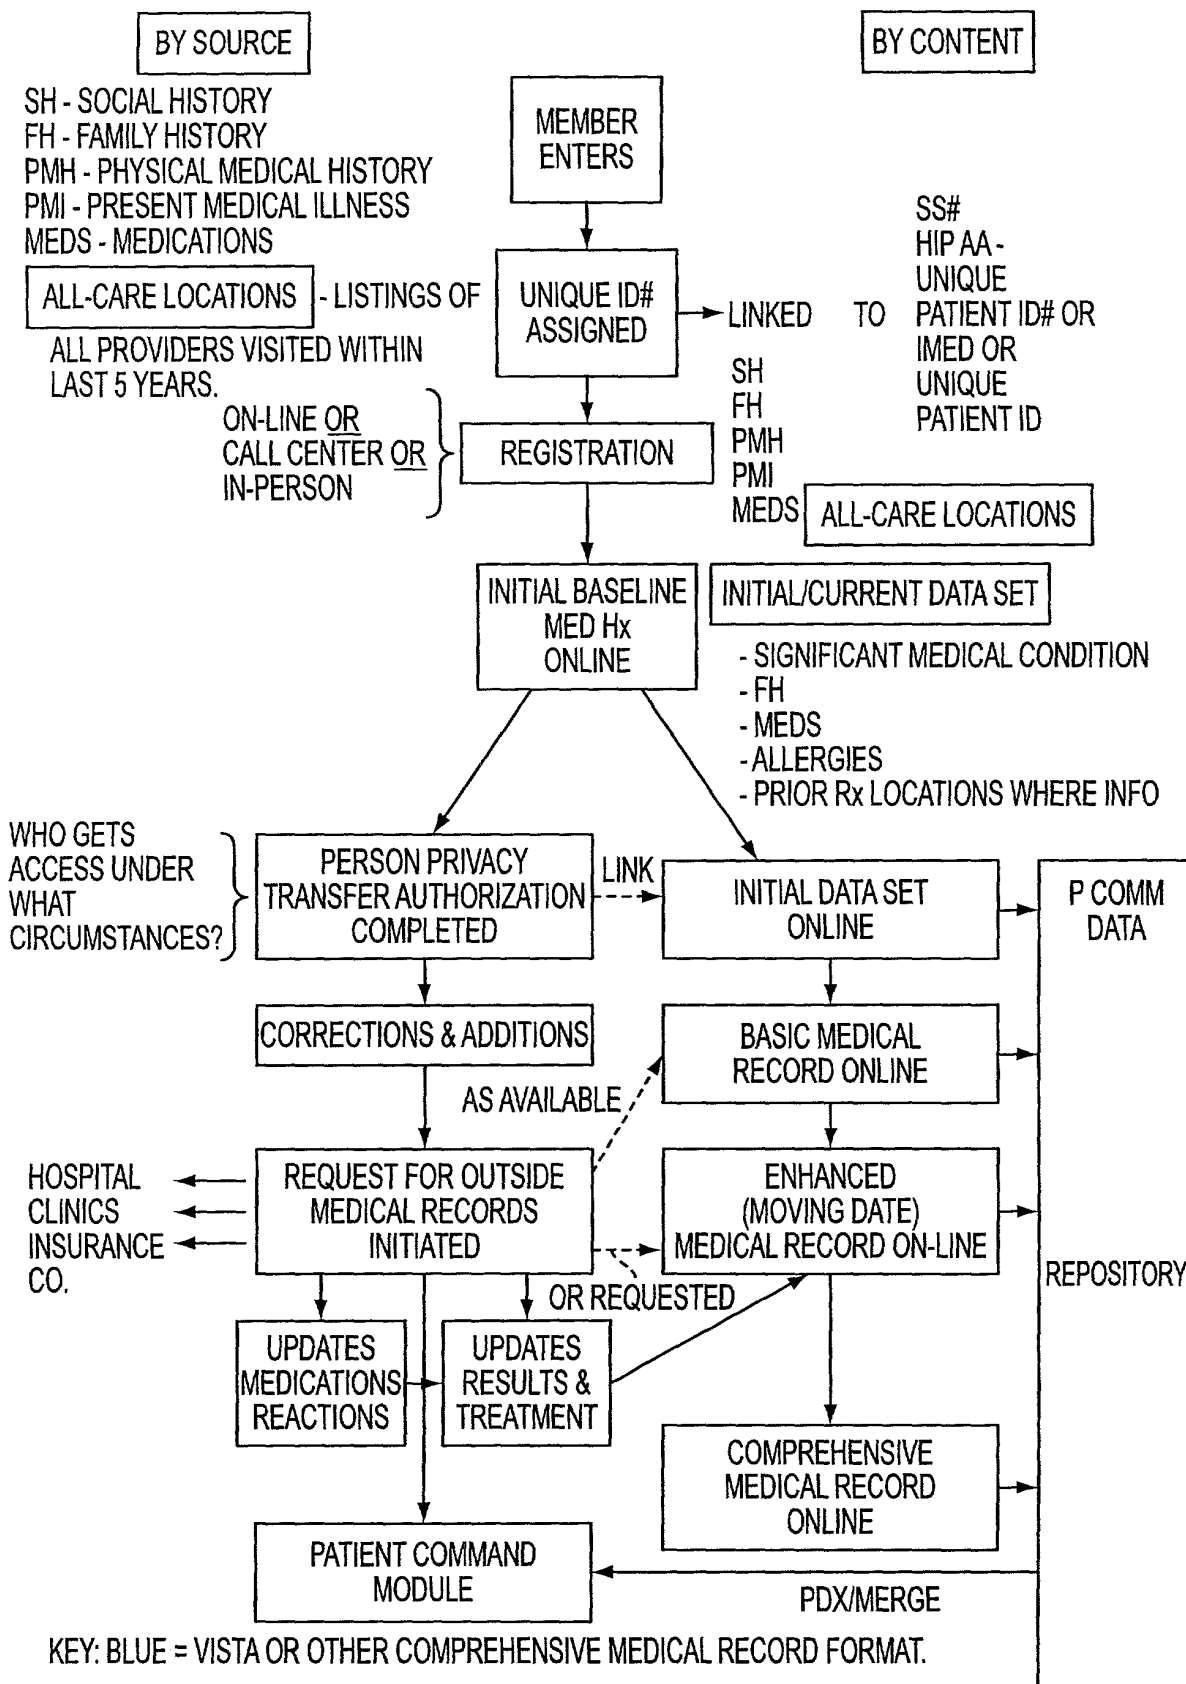 BY SOURCE
BY CONTENT
SH - SOCIAL HISTORY
FH - FAMILY HISTORY
PMH - PHYSICAL MEDICAL HISTORY
PMI - PRESENT MEDICAL ILLNESS
MEDS - MEDICATIONS
ALL-CARE LOCATIONS - LISTINGS OF
ALL PROVIDERS VISITED WITHIN
LAST 5 YEARS.
MEMBER
ENTERS
UNIQUE ID#
ASSIGNED
LINKED TO
SS#
HIP AA -
UNIQUE
PATIENT ID# OR
IMED OR
UNIQUE
PATIENT ID
ON-LINE OR
CALL CENTER OR
IN-PERSON
REGISTRATION
SH
FH
PMH
PMI
MEDS
ALL-CARE LOCATIONS
INITIAL BASELINE
MED Hx
ONLINE
INITIAL/CURRENT DATA SET
- SIGNIFICANT MEDICAL CONDITION
- FH
- MEDS
- ALLERGIES
- PRIOR Rx LOCATIONS WHERE INFO
WHO GETS
ACCESS UNDER
WHAT
CIRCUMSTANCES?
PERSON PRIVACY
TRANSFER AUTHORIZATION
COMPLETED
LINK
INITIAL DATA SET
ONLINE
P COMM
DATA
CORRECTIONS & ADDITIONS
BASIC MEDICAL
RECORD ONLINE
AS AVAILABLE
HOSPITAL
CLINICS
INSURANCE
CO.
REQUEST FOR OUTSIDE
MEDICAL RECORDS
INITIATED
ENHANCED
(MOVING DATE)
MEDICAL RECORD ON-LINE
OR REQUESTED
REPOSITORY
UPDATES
MEDICATIONS
REACTIONS
UPDATES
RESULTS &
TREATMENT
COMPREHENSIVE
MEDICAL RECORD
ONLINE
PATIENT COMMAND
MODULE
PDX/MERGE
KEY: BLUE = VISTA OR OTHER COMPREHENSIVE MEDICAL RECORD FORMAT.